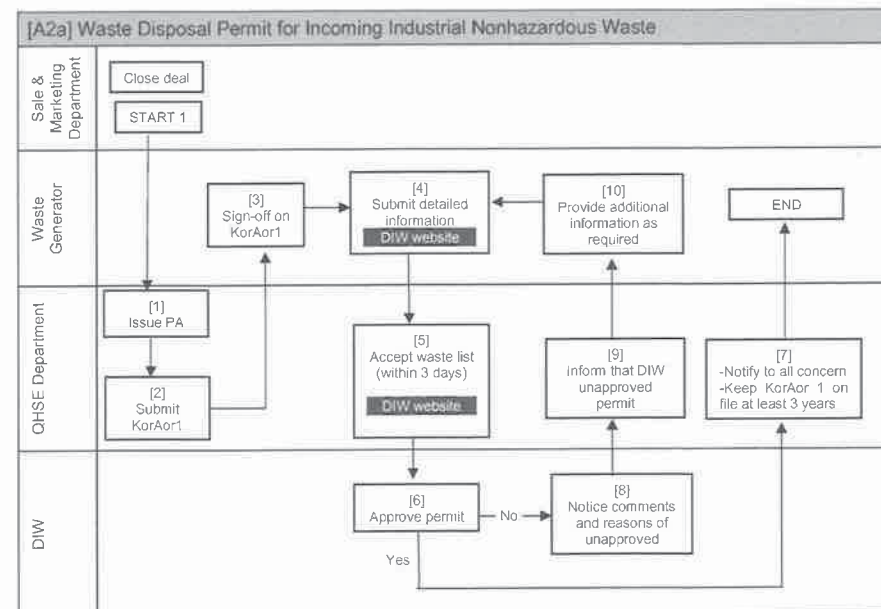 [A2a] Waste Disposal Permit for Incoming Industrial Nonhazardous Waste
Sale &
Marketing
Department
Close deal
START 1
Waste
Generator
[3]
Sign-off on
KorAor1
[4]
Submit detailed
information
DIW website
[10]
Provide additional
information as
required
END
QHSE Department
[1]
Issue PA
[2]
Submit
KorAor1
[5]
Accept waste list
(within 3 days)
DIW website
[9]
Inform that DIW
unapproved
permit
[7]
-Notify to all concern
-Keep KorAor 1 on
file at least 3 years
DIW
[6]
Approve permit
No
Yes
[8]
Notice comments
and reasons of
unapproved